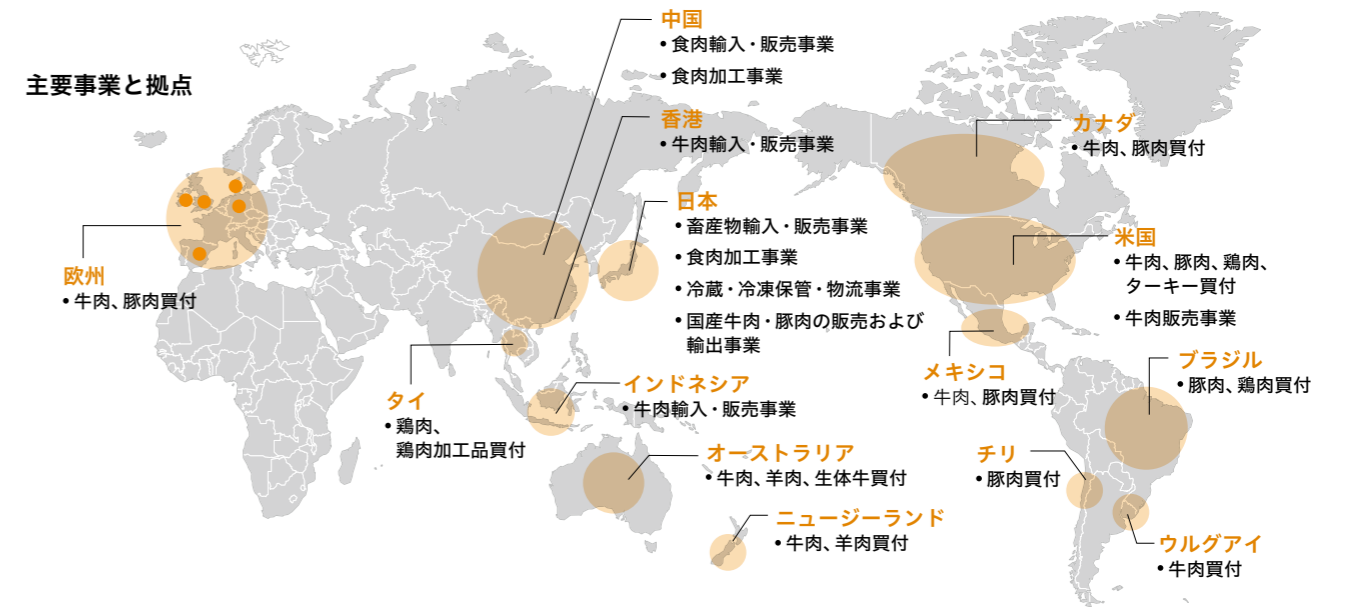 主要事業と拠点
中国
•食肉輸入・販売事業
•食肉加工事業
香港
•牛肉輸入・販売事業
日本
•畜産物輸入・販売事業
•食肉加工事業
•冷蔵・冷凍保管・物流事業
•国産牛肉・豚肉の販売および
輸出事業
カナダ
•牛肉、豚肉買付
米国
•牛肉、豚肉、鶏肉、
ターキー買付
•牛肉販売事業
欧州
•牛肉、豚肉買付
タイ
•鶏肉、
鶏肉加工品買付
インドネシア
•牛肉輸入・販売事業
メキシコ
•牛肉、豚肉買付
ブラジル
•豚肉、鶏肉買付
オーストラリア
•牛肉、羊肉、生体牛買付
チリ
•豚肉買付
ニュージーランド
•牛肉、羊肉買付
ウルグアイ
•牛肉買付